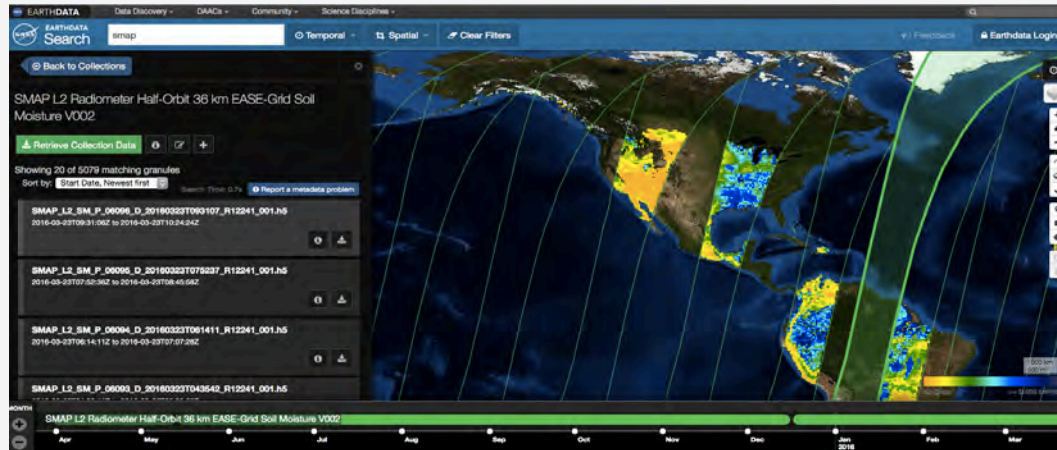 EARTHDATA Data Discovery DAACs Community Science Disciplines
EARTHDATA
Search
smap
Temporal
Spatial
Clear Filters
Feedback
Earthdata Login
Back to Collections
SMAP L2 Radiometer Half-Orbit 36 km EASE-Grid Soil
Moisture V002
Retrieve Collection Data
Showing 20 of 5079 matching granules
Sort by: Start Date, Newest first
Search Time: 0.7s
Report a metadata problem
SMAP_L2_SM_P_06096_D_20160323T093107_R12241_001.h5
2016-03-23T09:31:06Z to 2016-03-23T10:24:24Z
SMAP_L2_SM_P_06095_D_20160323T075237_R12241_001.h5
2016-03-23T07:52:36Z to 2016-03-23T08:45:58Z
SMAP_L2_SM_P_06094_D_20160323T061411_R12241_001.h5
2016-03-23T06:14:11Z to 2016-03-23T07:07:28Z
SMAP_L2_SM_P_06093_D_20160323T043542_R12241_001.h5
MONTH
SMAP L2 Radiometer Half-Orbit 36 km EASE-Grid Soil Moisture V002
Apr May Jun Jul Aug Sep Oct Nov Dec Jan Feb Mar
2016